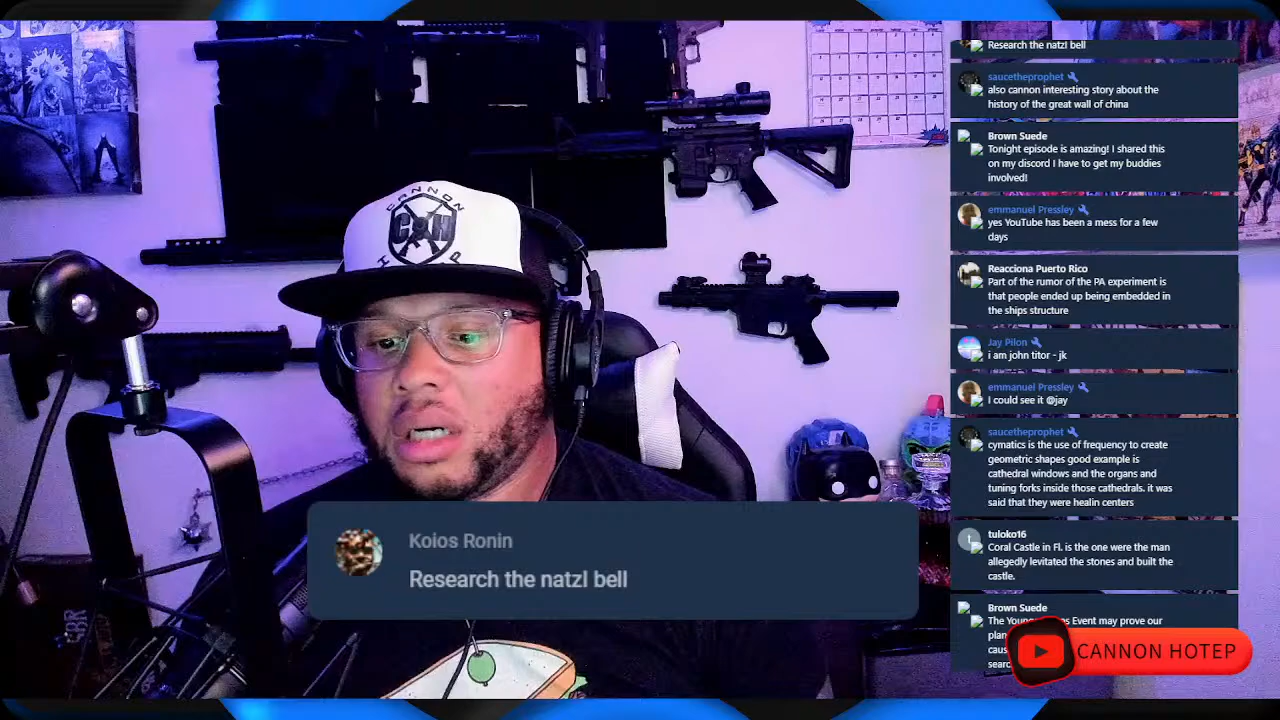 CANNON
Koios Ronin
Research the natzl bell
Research the natzl bell
saucetheprophet
also cannon interesting story about the
history of the great wall of china
Brown Suede
Tonight episode is amazing! I shared this
on my discord I have to get my buddies
involved!
emmanuel Pressley
yes YouTube has been a mess for a few
days
Reacciona Puerto Rico
Part of the rumor of the PA experiment is
that people ended up being embedded in
the ships structure
Jay Pilon
i am john titor - jk
emmanuel Pressley
I could see it @jay
saucetheprophet
cymatics is the use of frequency to create
geometric shapes good example is
cathedral windows and the organs and
tuning forks inside those cathedrals. it was
said that they were healin centers
tuloko16
Coral Castle in Fl. is the one were the man
allegedly levitated the stones and built the
castle.
Brown Suede
The Event may prove our
CANNON HOTEP